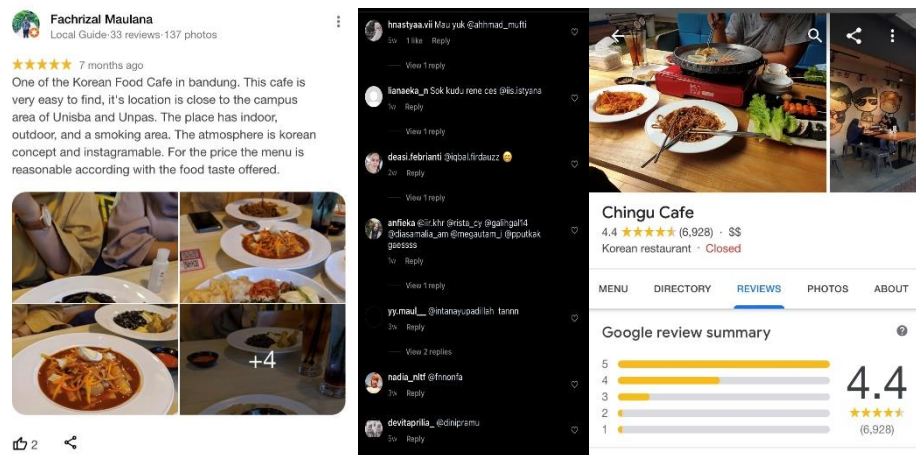 Fachrizal Maulana
Local Guide·33 reviews·137 photos
7 months ago
One of the Korean Food Cafe in bandung. This cafe is
very easy to find, it's location is close to the campus
area of Unisba and Unpas. The place has indoor,
outdoor, and a smoking area. The atmosphere is korean
concept and instagramable. For the price the menu is
reasonable according with the food taste offered.
+4
2
hnastyaa.vii Mau yuk @ahhmad_mufti
5w 1 like Reply
View 1 reply
lianaeka_n Sok kudu rene ces @iis.istyana
1w Reply
View 1 reply
deasi.febrianti @iqbal.firdauzz 😊
2w Reply
View 1 reply
anfieka @iir.khr @rista_cy @galihgal14
@diasamalia_am @megautam_i @pputkak
gaessss
1w Reply
View 1 reply
yy.maul__ @intanayupadillah tannn
3w Reply
View 2 replies
nadia_nltf @fnnonfa
3w Reply
devitaprilia_ @dinipramu
5w Reply
Chingu Cafe
4.4 (6,928) · $$
Korean restaurant · Closed
MENU DIRECTORY REVIEWS PHOTOS ABOUT
Google review summary
5
4
3
2
1
4.4
(6,928)